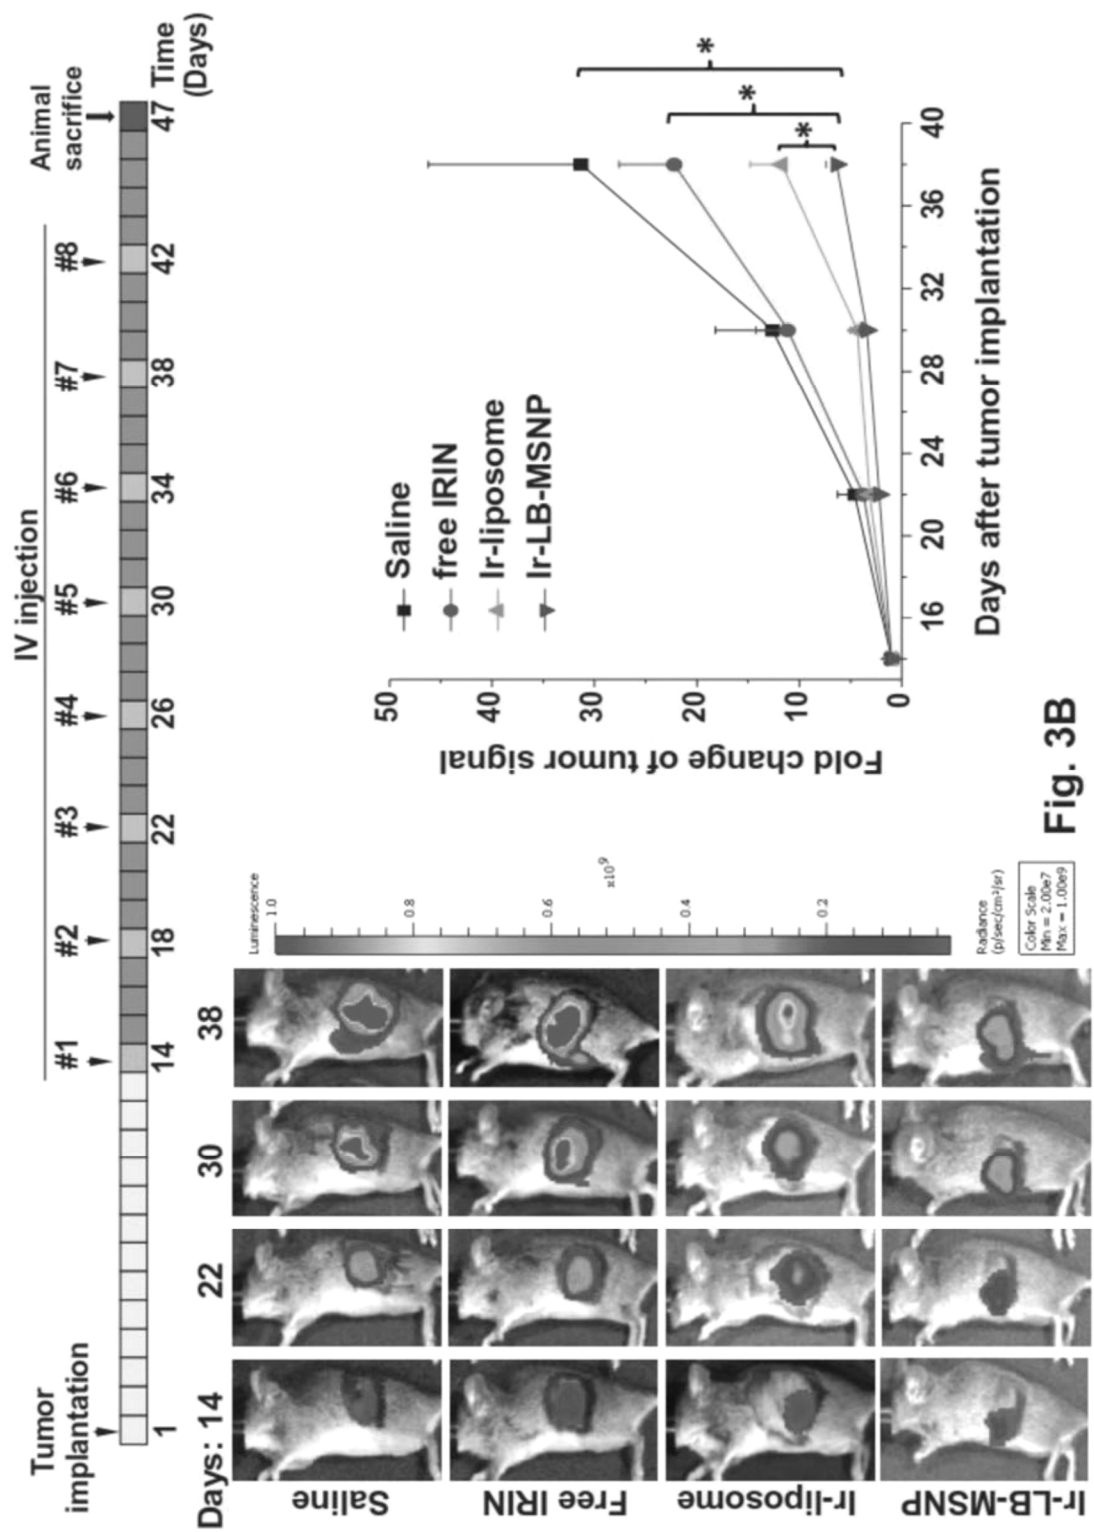 Tumor
implantation
IV injection
Animal
sacrifice
#1 #2 #3 #4 #5 #6 #7 #8
1 14 18 22 26 30 34 38 42 47
Time
(Days)
Days: 14 22 30 38
Saline
Free IRIN
Ir-liposome
Ir-LB-MSNP
Luminescence
1.0
0.8
0.6
x10⁹
0.4
0.2
Radiance
(p/sec/cm²/sr)
Color Scale
Min = 2.00e7
Max = 1.00e9
Fold change of tumor signal
50
40
30
20
10
0
Saline
free IRIN
Ir-liposome
Ir-LB-MSNP
*
*
*
16 20 24 28 32 36 40
Days after tumor implantation
Fig. 3B